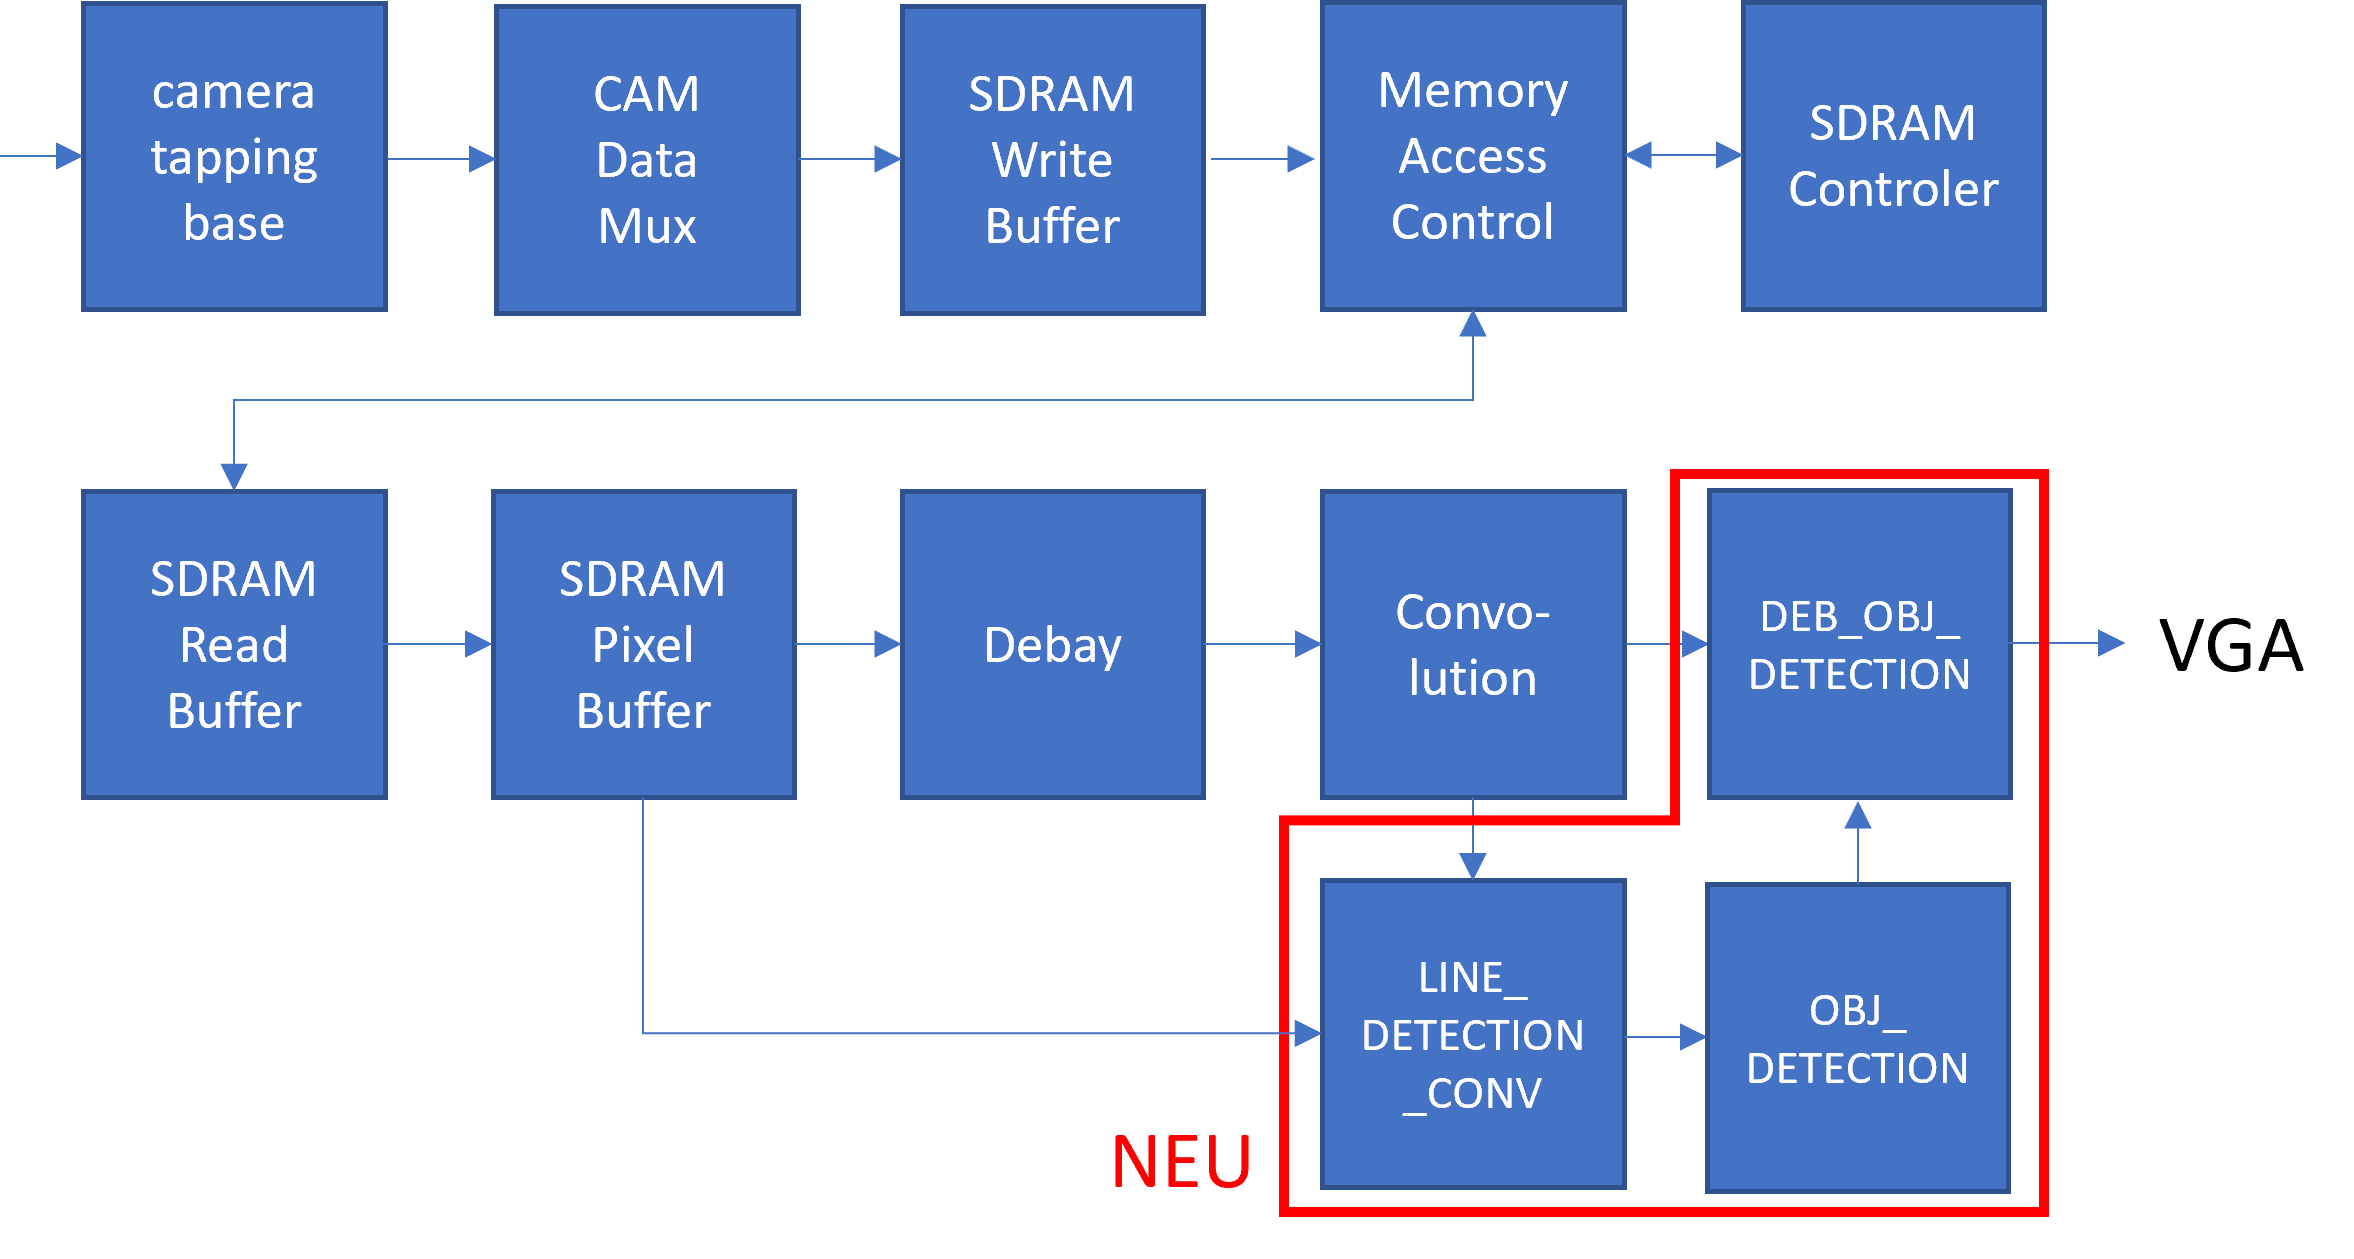 camera
tapping
base
CAM
Data
Mux
SDRAM
Write
Buffer
Memory
Access
Control
SDRAM
Controler
SDRAM
Read
Buffer
SDRAM
Pixel
Buffer
Debay
Convo-
lution
DEB_OBJ_
DETECTION
VGA
LINE_
DETECTION
_CONV
OBJ_
DETECTION
NEU